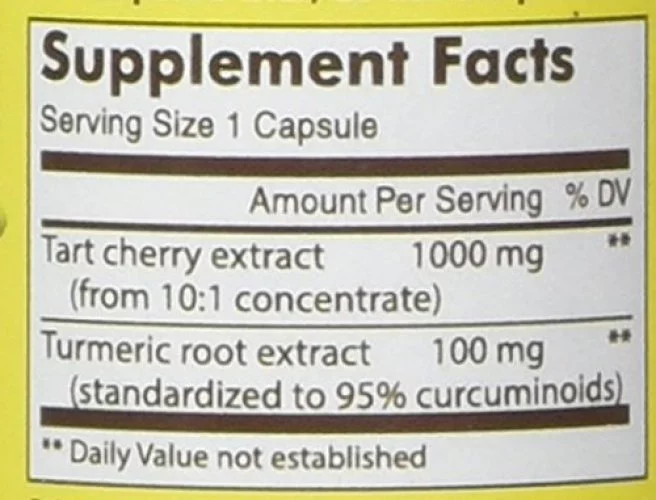 Supplement Facts
Serving Size 1 Capsule
Amount Per Serving % DV
Tart cherry extract 1000 mg **
(from 10:1 concentrate)
Turmeric root extract 100 mg **
(standardized to 95% curcuminoids)
** Daily Value not established